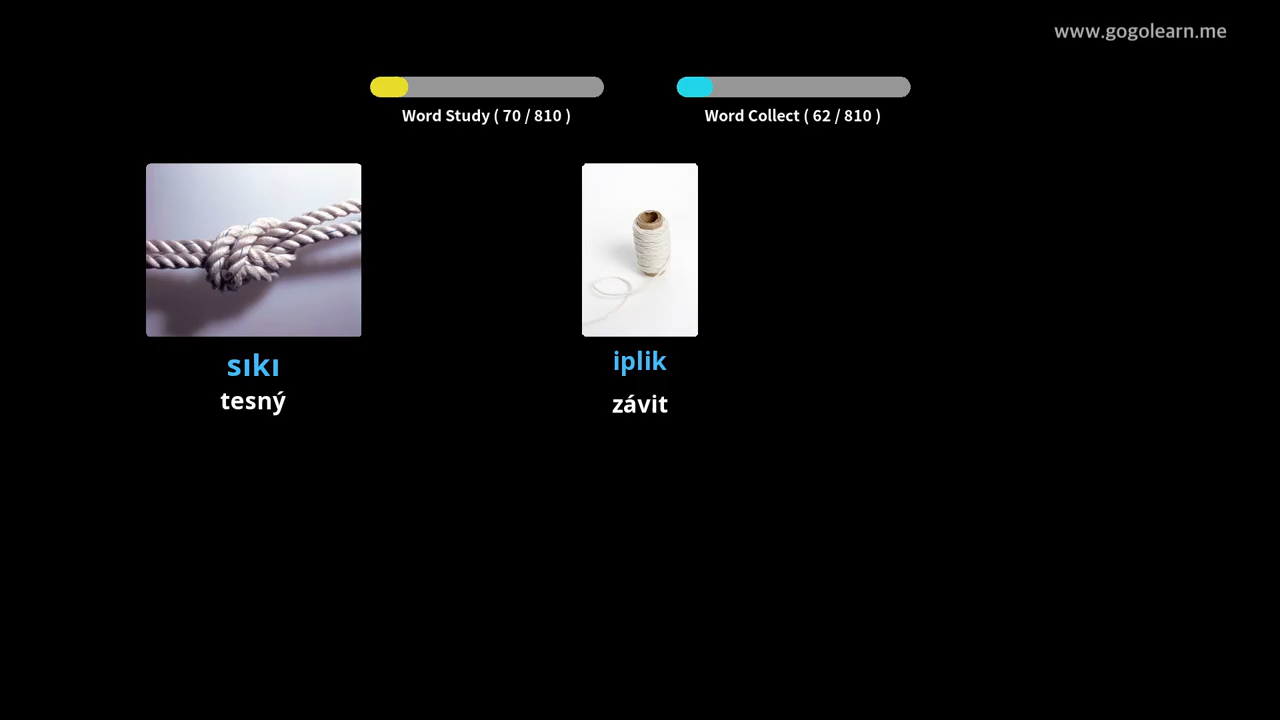 www.gogolearn.me
Word Study ( 70 / 810 )
Word Collect ( 62 / 810 )
sıkı
tesný
iplik
závit